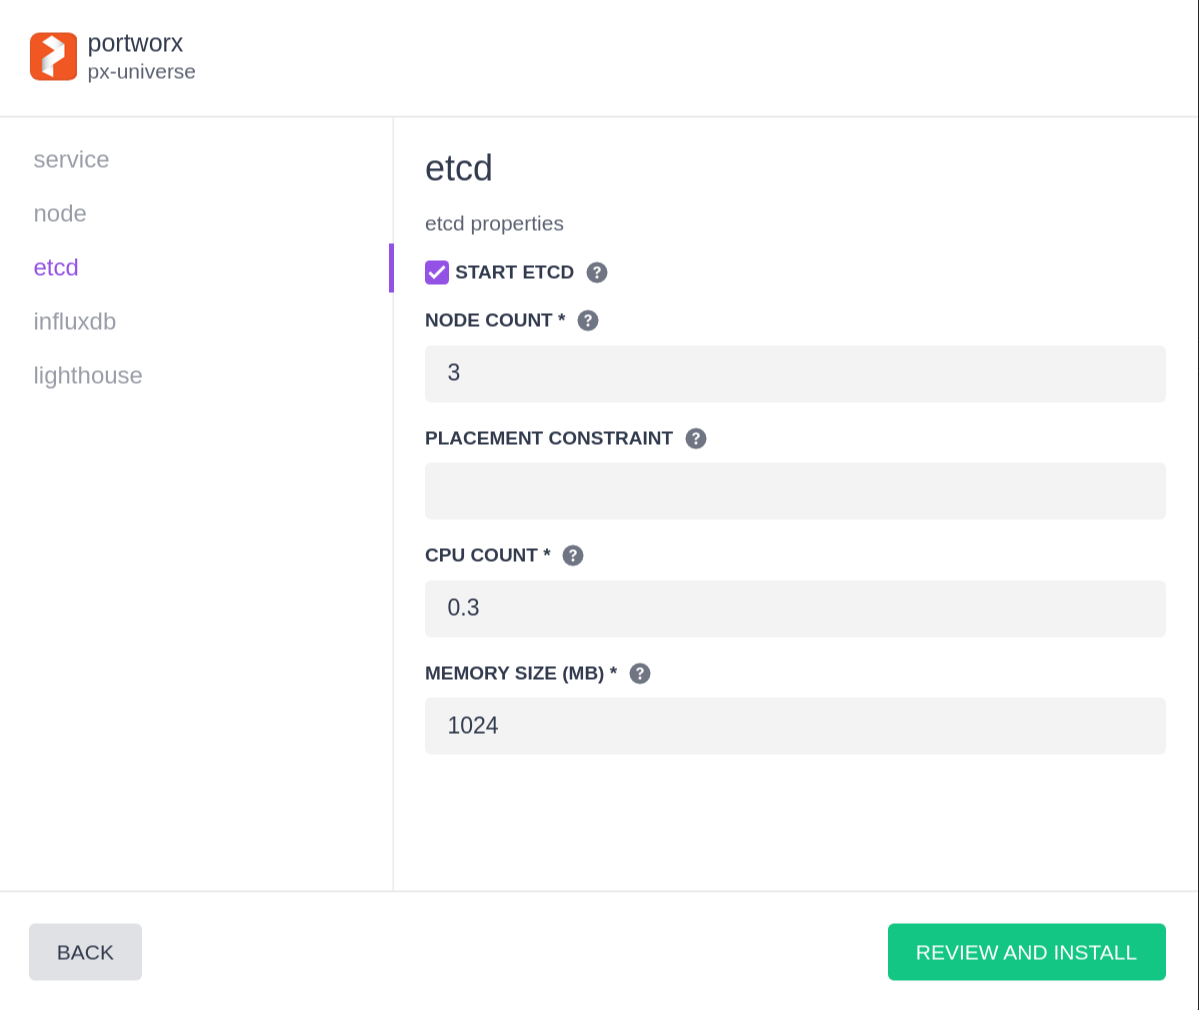 portworx
px-universe
service
node
etcd
influxdb
lighthouse
etcd
etcd properties
START ETCD ?
NODE COUNT * ?
3
PLACEMENT CONSTRAINT ?
CPU COUNT * ?
0.3
MEMORY SIZE (MB) * ?
1024
BACK
REVIEW AND INSTALL